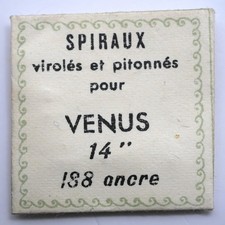 SPIRAUX
virolés et pitonnés
pour
VENUS
14"
188 ancre